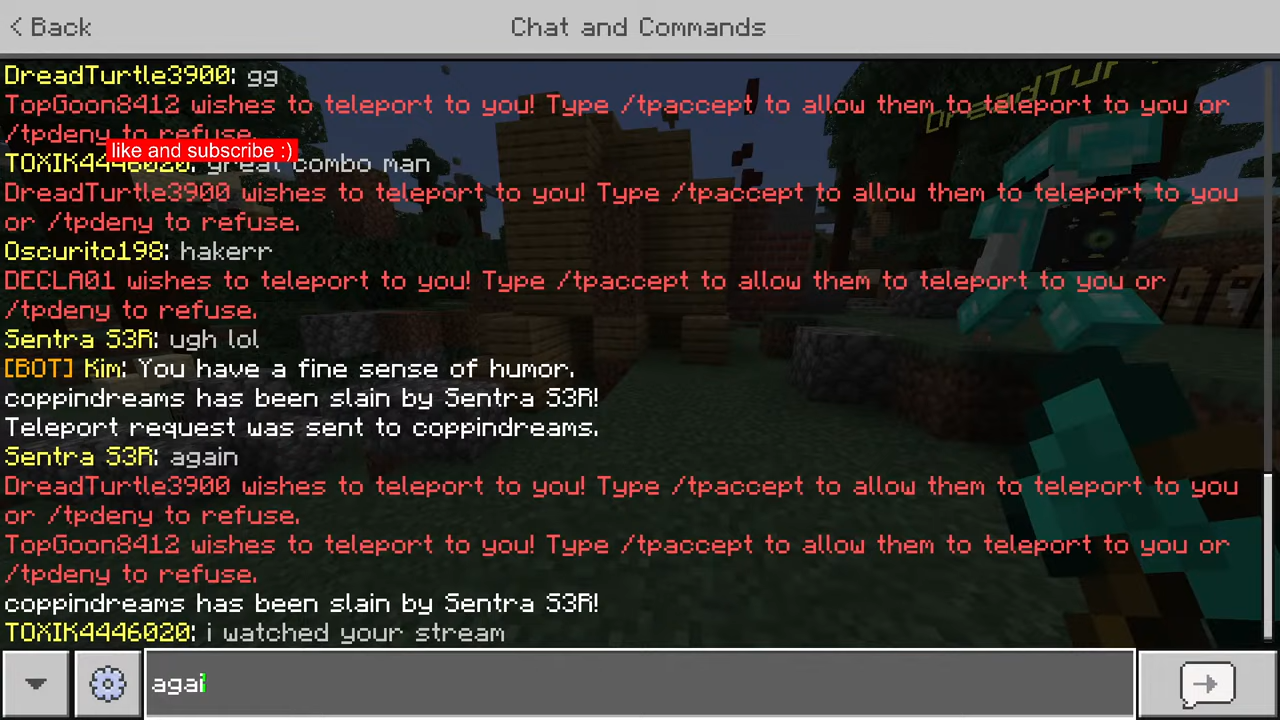 Back
Chat and Commands
DreadTurtle3900: gg
TopGoon8412 wishes to teleport to you! Type /tpaccept to allow them to teleport to you or
/tpdeny to refuse.
like and subscribe :)
TOXIK4446020: great combo man
DreadTurtle3900 wishes to teleport to you! Type /tpaccept to allow them to teleport to you
or /tpdeny to refuse.
Oscurito198: hakerr
DECLA01 wishes to teleport to you! Type /tpaccept to allow them to teleport to you or
/tpdeny to refuse.
Sentra S3R: ugh lol
[BOT] Kim: You have a fine sense of humor.
coppindreams has been slain by Sentra S3R!
Teleport request was sent to coppindreams.
Sentra S3R: again
DreadTurtle3900 wishes to teleport to you! Type /tpaccept to allow them to teleport to you
or /tpdeny to refuse.
TopGoon8412 wishes to teleport to you! Type /tpaccept to allow them to teleport to you or
/tpdeny to refuse.
coppindreams has been slain by Sentra S3R!
TOXIK4446020: i watched your stream
agai